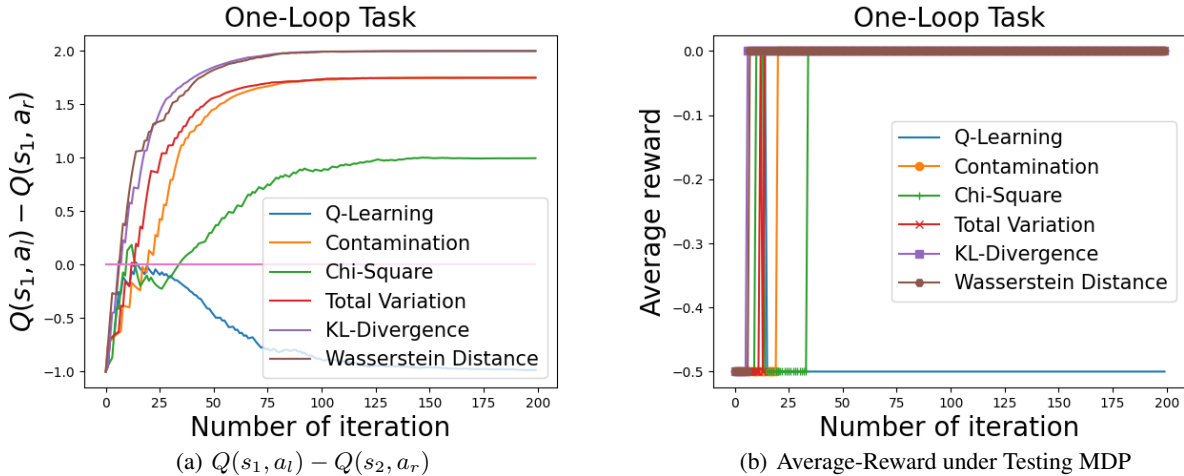 One-Loop Task
Q(s₁, aₗ) − Q(s₁, aᵣ)
2.0
1.5
1.0
0.5
0.0
−0.5
−1.0
Q-Learning
Contamination
Chi-Square
Total Variation
KL-Divergence
Wasserstein Distance
0 25 50 75 100 125 150 175 200
Number of iteration
(a) Q(s₁, aₗ) − Q(s₂, aᵣ)
One-Loop Task
Average reward
0.0
−0.1
−0.2
−0.3
−0.4
−0.5
Q-Learning
Contamination
Chi-Square
Total Variation
KL-Divergence
Wasserstein Distance
0 25 50 75 100 125 150 175 200
Number of iteration
(b) Average-Reward under Testing MDP